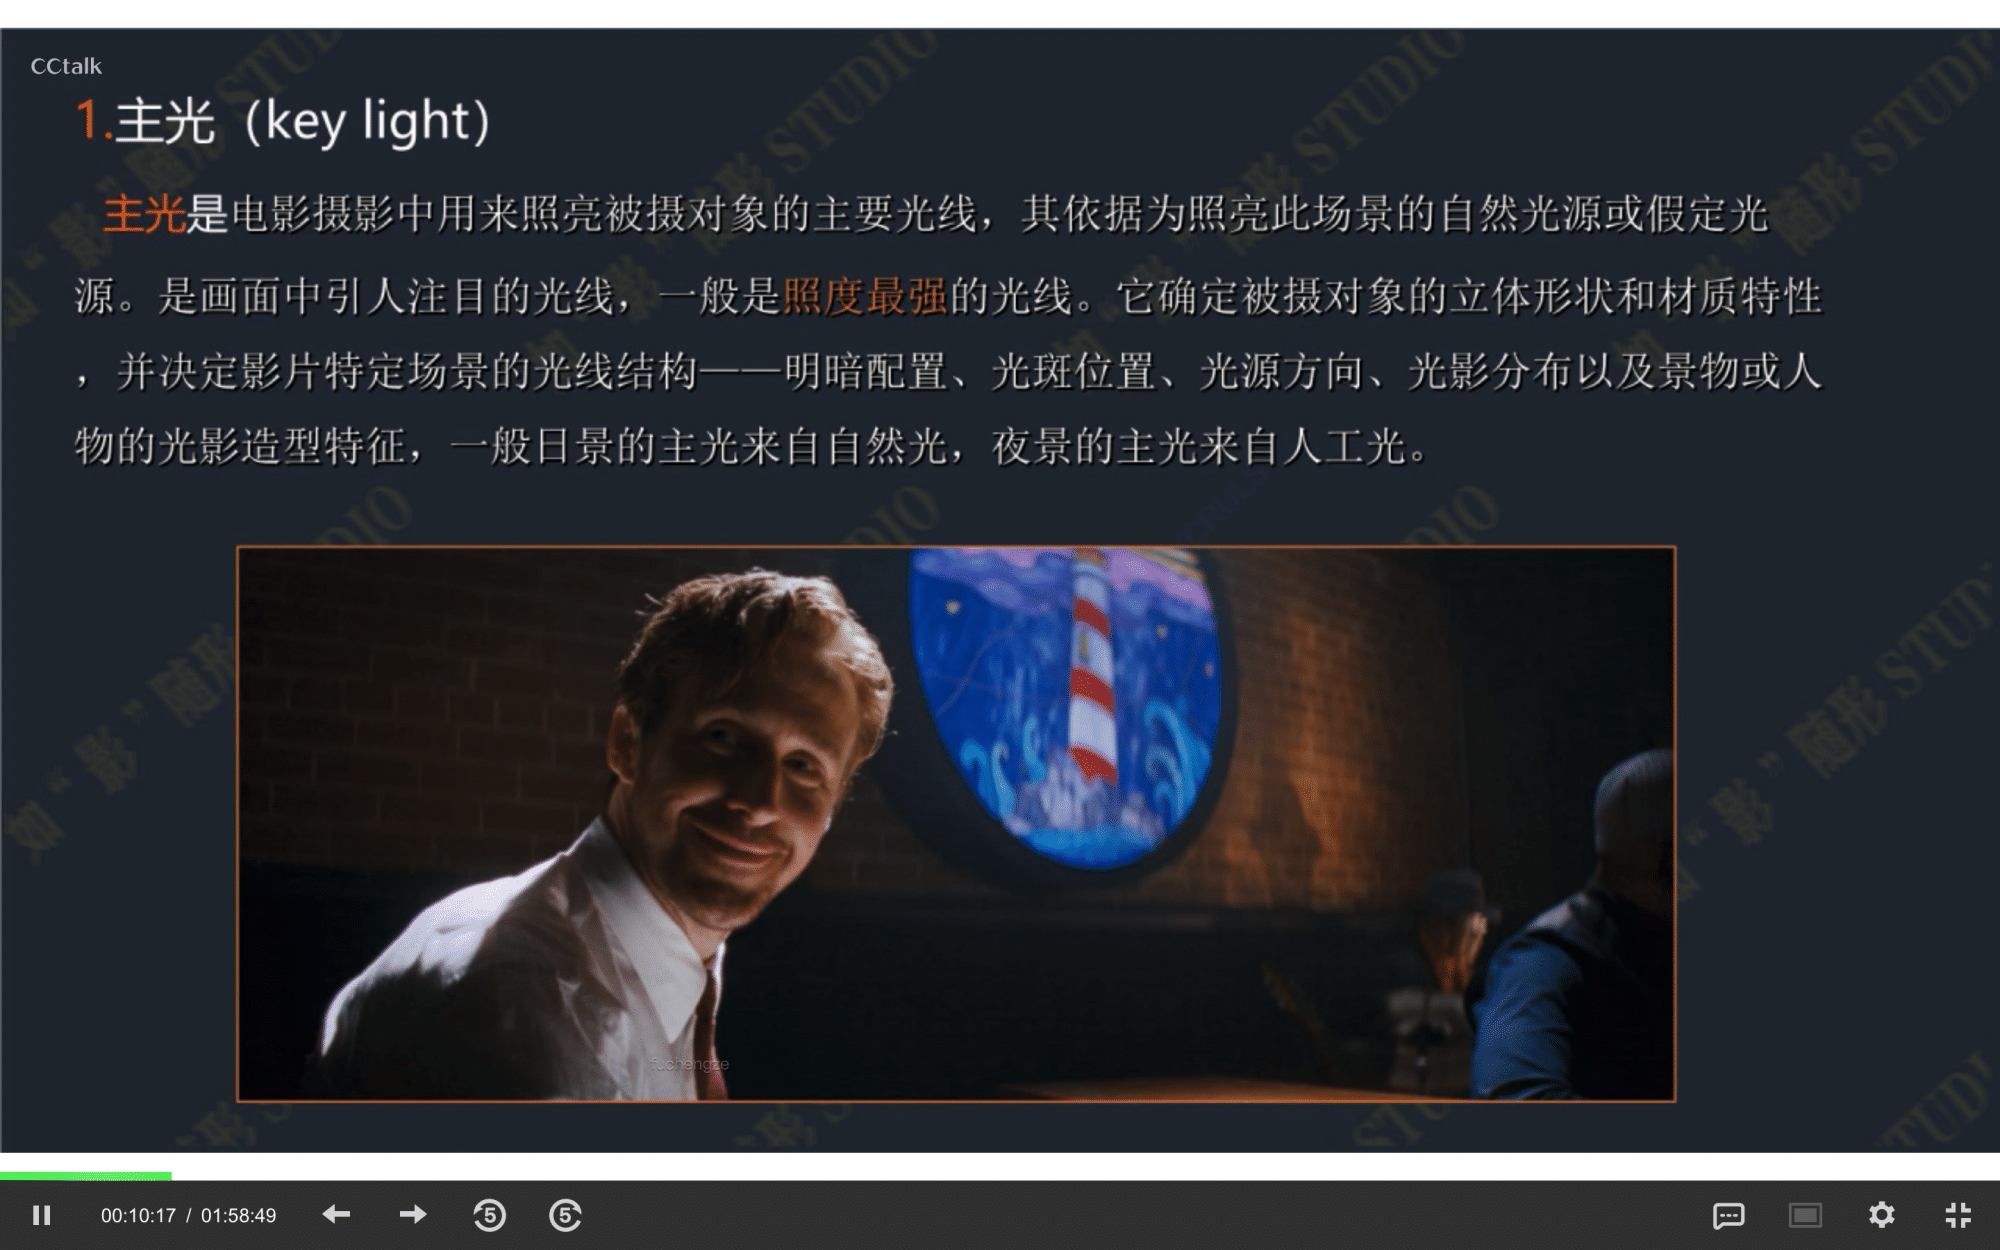 CCtalk
1.主光（key light）
主光是电影摄影中用来照亮被摄对象的主要光线，其依据为照亮此场景的自然光源或假定光
源。是画面中引人注目的光线，一般是照度最强的光线。它确定被摄对象的立体形状和材质特性
，并决定影片特定场景的光线结构——明暗配置、光斑位置、光源方向、光影分布以及景物或人
物的光影造型特征，一般日景的主光来自自然光，夜景的主光来自人工光。
如“影”随形 STUDIO
fuchengze
00:10:17 / 01:58:49
5
5